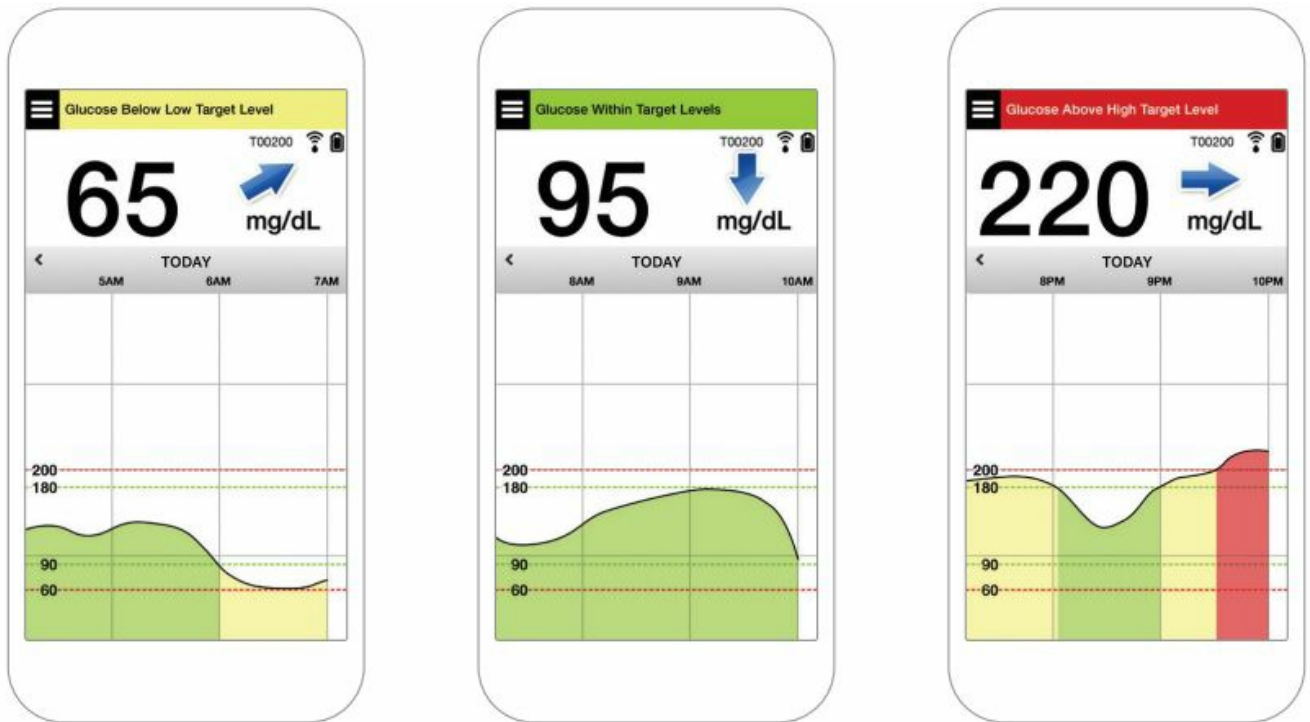 Glucose Below Low Target Level
T00200
65
mg/dL
TODAY
5AM 6AM 7AM
200
180
90
60
Glucose Within Target Levels
T00200
95
mg/dL
TODAY
8AM 9AM 10AM
200
180
90
60
Glucose Above High Target Level
T00200
220
mg/dL
TODAY
8PM 9PM 10PM
200
180
90
60